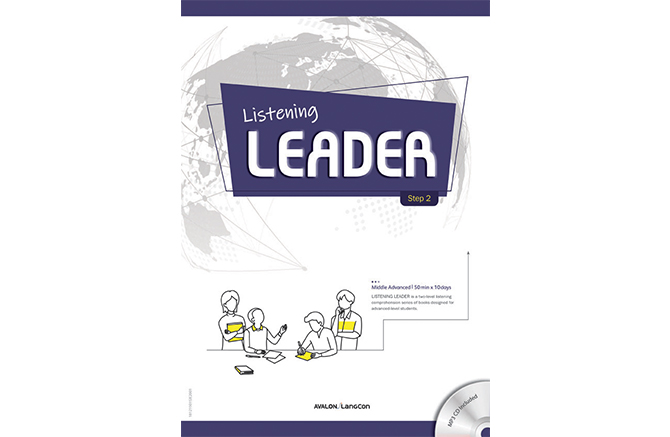 Listening
LEADER
Step 2
Middle Advanced | 50 min x 10 days
LISTENING LEADER is a two-level listening
comprehension series of books designed for
advanced-level students.
AVALON / LangCon
MP3 CD Included